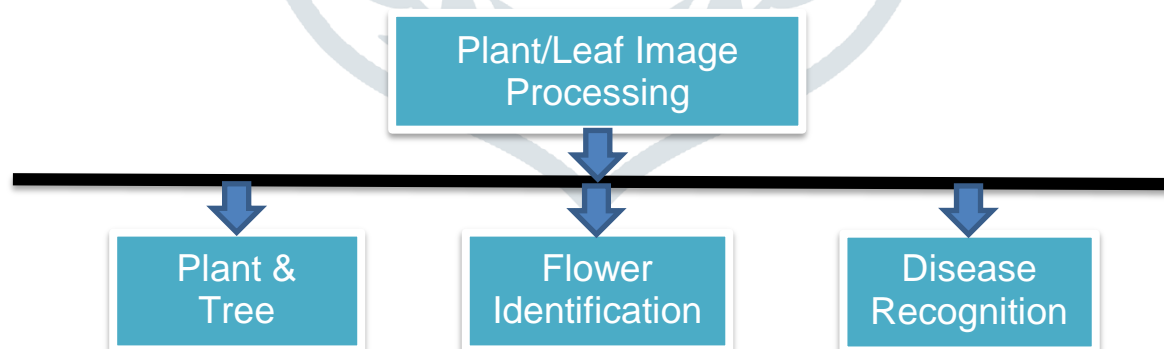 Plant/Leaf Image
Processing
Plant &
Tree
Flower
Identification
Disease
Recognition